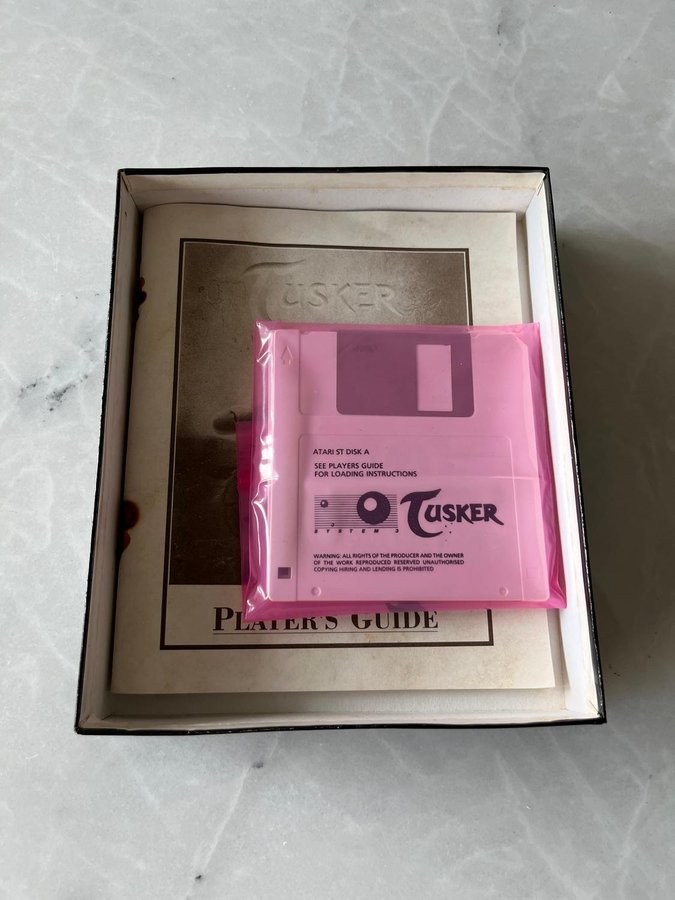 TUSKER
ATARI ST DISK A
SEE PLAYERS GUIDE
FOR LOADING INSTRUCTIONS
SYSTEM 3
TUSKER
WARNING: ALL RIGHTS OF THE PRODUCER AND THE OWNER
OF THE WORK REPRODUCED RESERVED UNAUTHORISED
COPYING HIRING AND LENDING IS PROHIBITED
PLAYER'S GUIDE